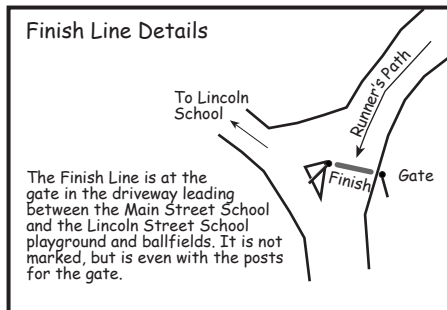 Finish Line Details
Runner's Path
To Lincoln
School
Gate
Finish
The Finish Line is at the
gate in the driveway leading
between the Main Street School
and the Lincoln Street School
playground and ballfields. It is not
marked, but is even with the posts
for the gate.